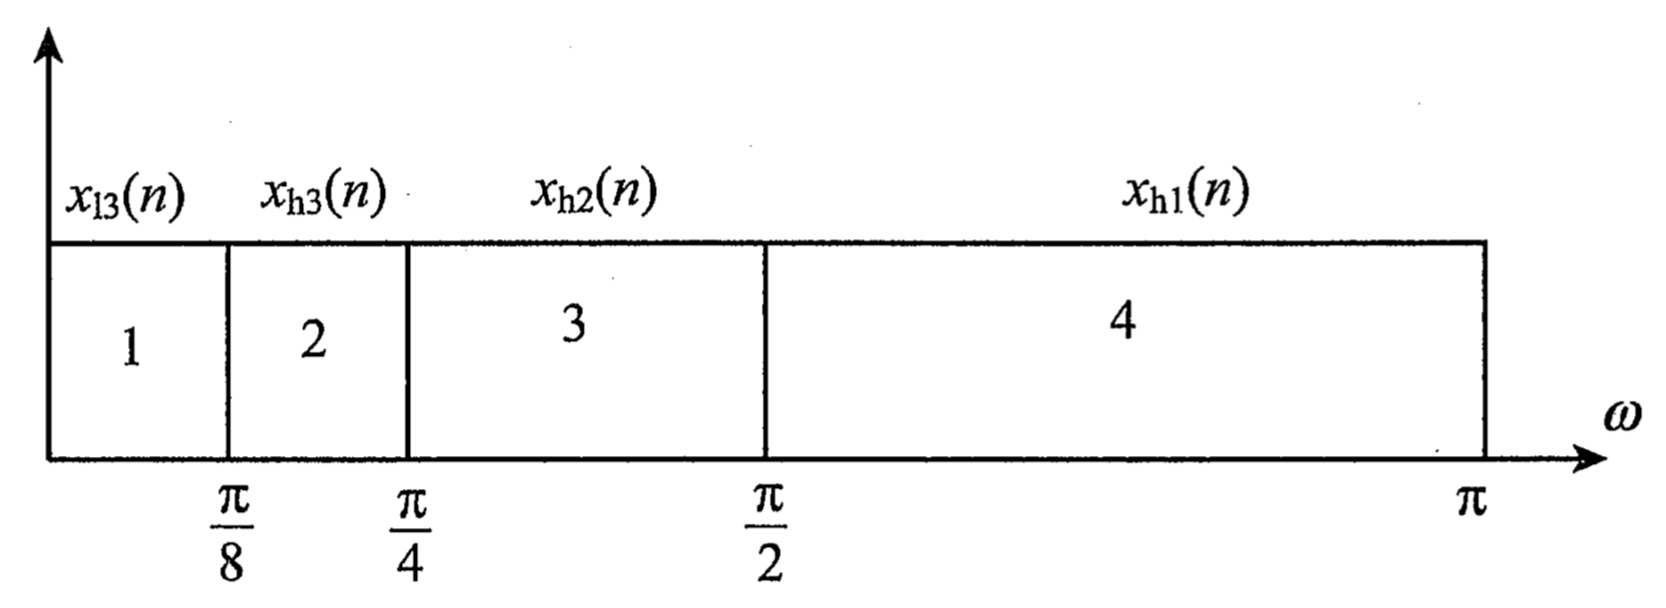 x_l3(n) x_h3(n) x_h2(n) x_h1(n)
1 2 3 4
ω
π/8 π/4 π/2 π